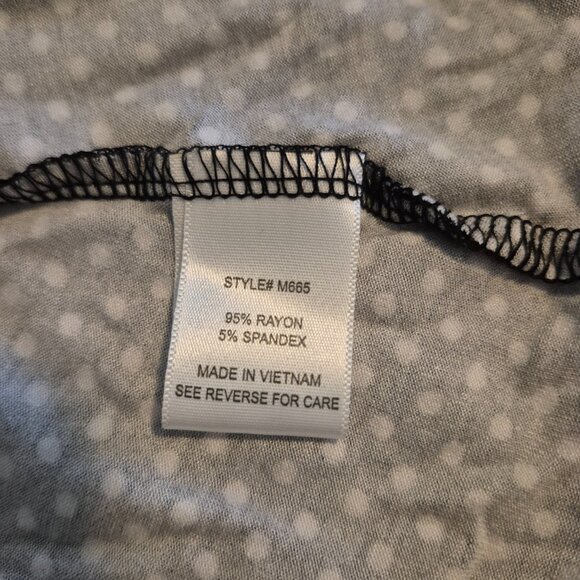 STYLE# M665
95% RAYON
5% SPANDEX
MADE IN VIETNAM
SEE REVERSE FOR CARE